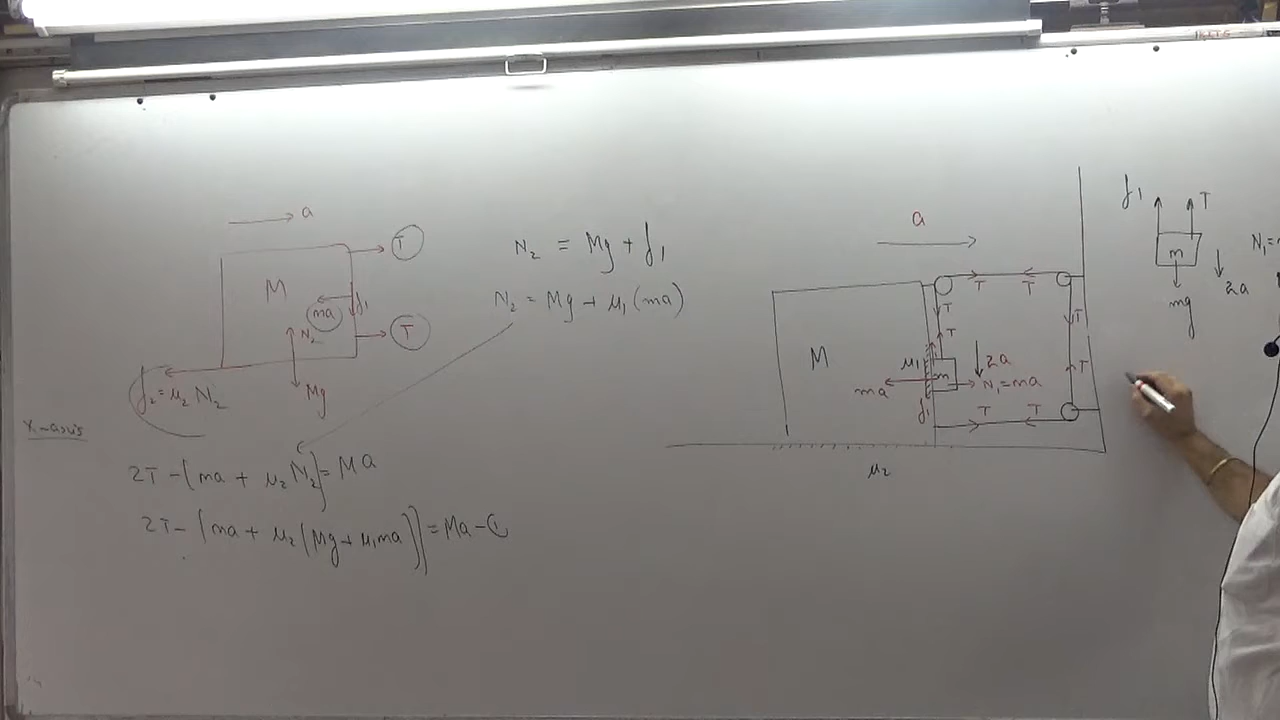 a
T
M
ma
f1
N2
T
f2 = μ2 N2
Mg
N2 = Mg + f1
N2 = Mg + μ1 (ma)
X-axis
2T - (ma + μ2 N2) = Ma
2T - (ma + μ2 (Mg + μ1 ma)) = Ma - ①
a
T T
T
T
T
M
μ1
m
2a
T
ma
N1 = ma
f1
T T
μ2
f1
T
m
N1 =
2a
mg